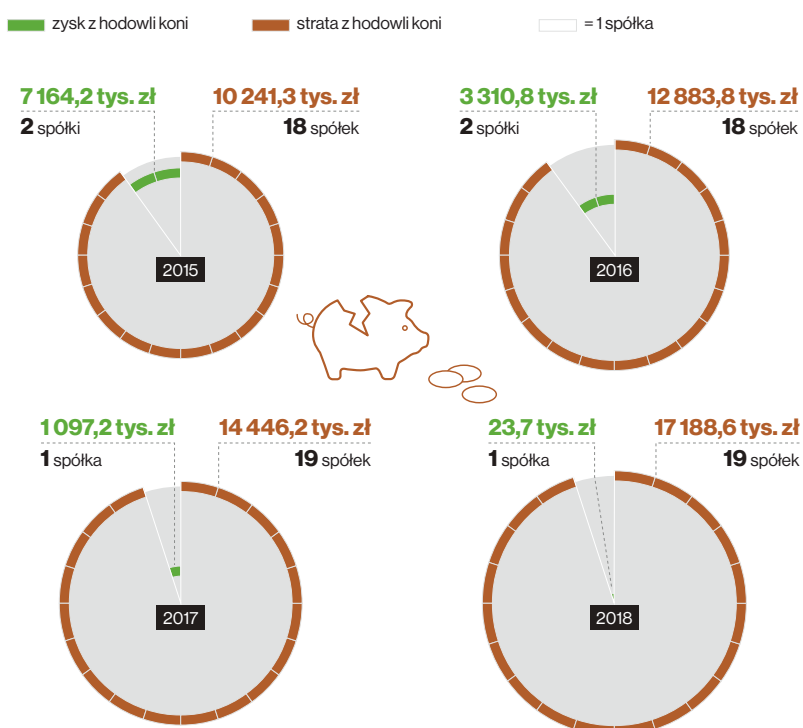 zysk z hodowli koni strata z hodowli koni = 1 spółka
7 164,2 tys. zł 10 241,3 tys. zł
2 spółki 18 spółek
2015
3 310,8 tys. zł 12 883,8 tys. zł
2 spółki 18 spółek
2016
1 097,2 tys. zł 14 446,2 tys. zł
1 spółka 19 spółek
2017
23,7 tys. zł 17 188,6 tys. zł
1 spółka 19 spółek
2018